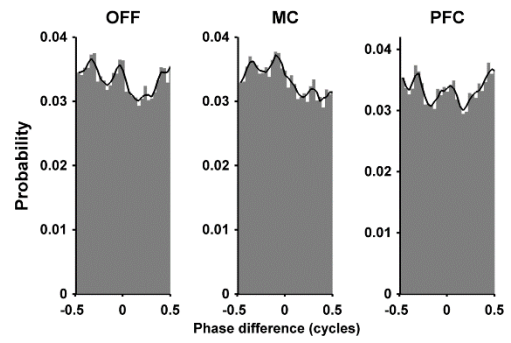 OFF MC PFC
0.04 0.04 0.04
0.03 0.03 0.03
0.02 0.02 0.02
0.01 0.01 0.01
0 0 0
-0.5 0 0.5 -0.5 0 0.5 -0.5 0 0.5
Probability
Phase difference (cycles)